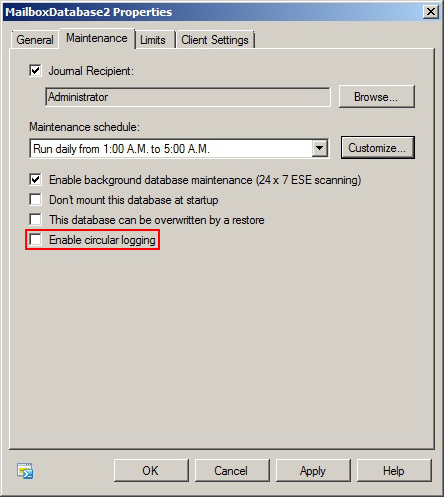 MailboxDatabase2 Properties
General Maintenance Limits Client Settings
Journal Recipient:
Administrator Browse...
Maintenance schedule:
Run daily from 1:00 A.M. to 5:00 A.M. Customize...
Enable background database maintenance (24 x 7 ESE scanning)
Don't mount this database at startup
This database can be overwritten by a restore
Enable circular logging
OK Cancel Apply Help